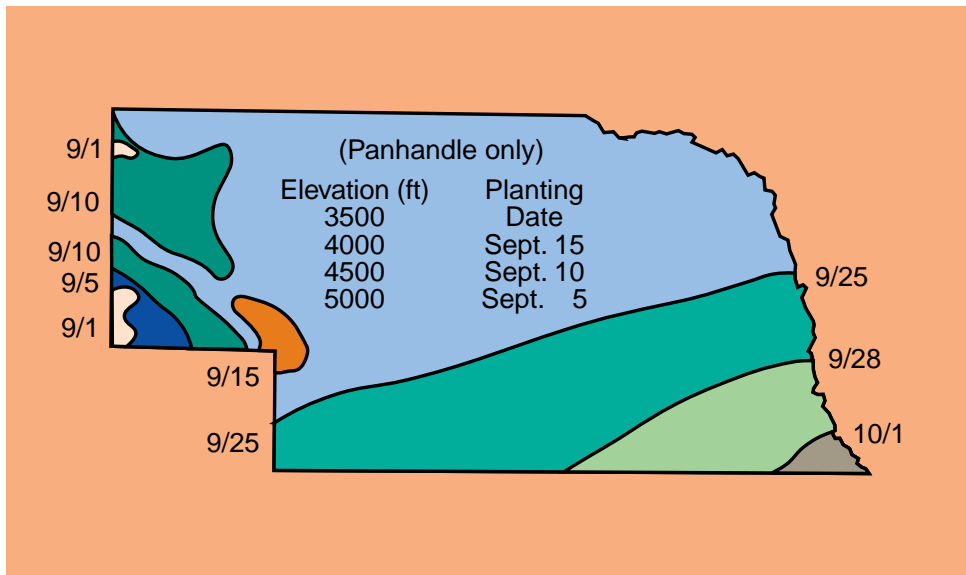 (Panhandle only)
Elevation (ft) Planting
3500 Date
4000 Sept. 15
4500 Sept. 10
5000 Sept. 5
9/1
9/10
9/10
9/5
9/1
9/15
9/25
9/25
9/28
10/1